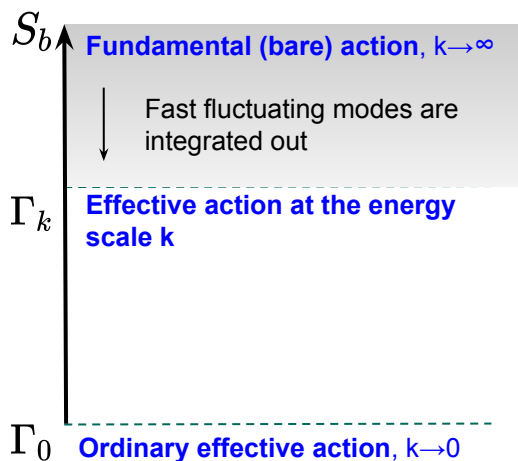 S_b Fundamental (bare) action, k→∞
Fast fluctuating modes are
integrated out
Γ_k Effective action at the energy
scale k
Γ_0 Ordinary effective action, k→0